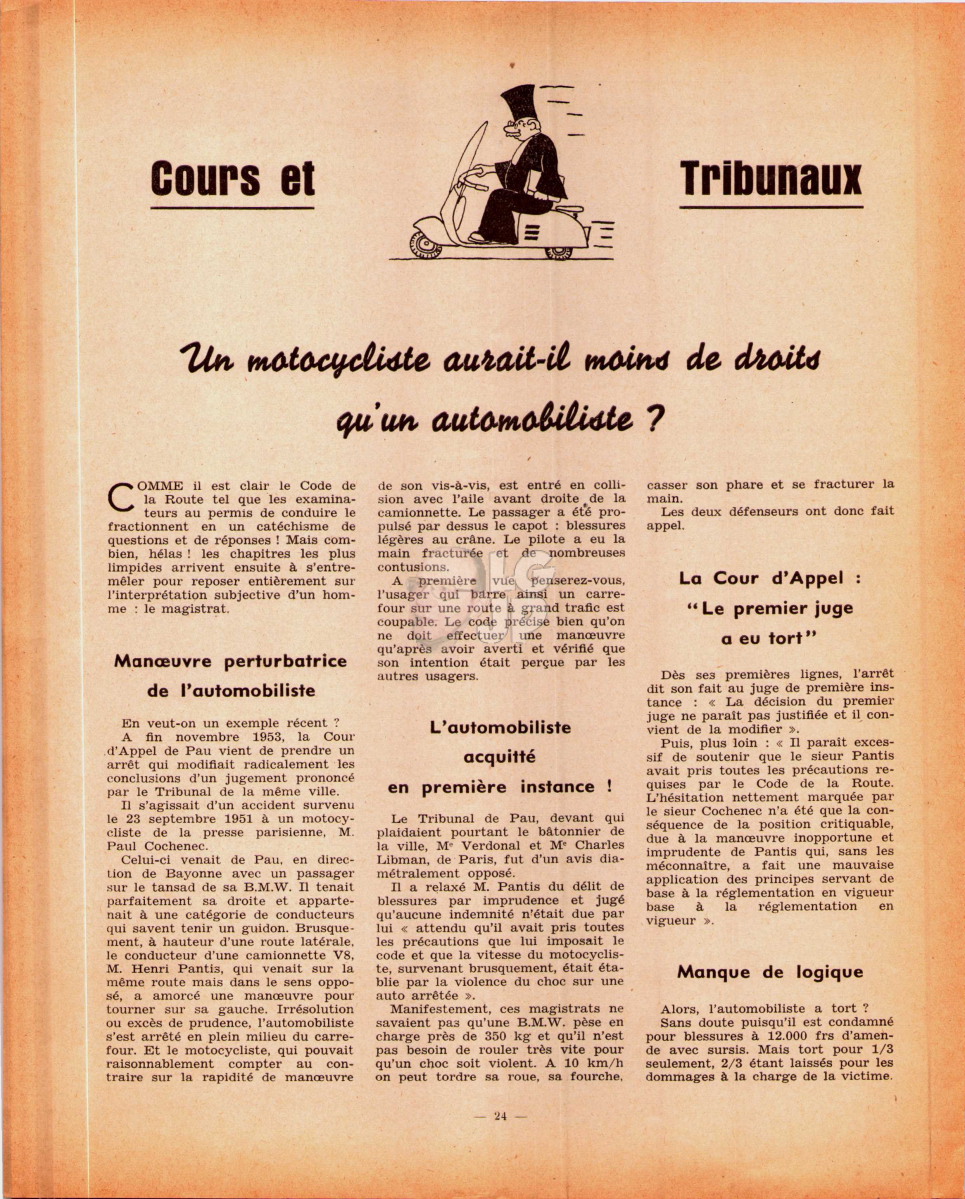 Cours et
Tribunaux
Un motocycliste aurait-il moins de droits
qu'un automobiliste ?
COMME il est clair le Code de
la Route tel que les examina-
teurs au permis de conduire le
fractionnent en un catéchisme de
questions et de réponses ! Mais com-
bien, hélas ! les chapitres les plus
limpides arrivent ensuite à s'entre-
mêler pour reposer entièrement sur
l'interprétation subjective d'un hom-
me : le magistrat.
Manœuvre perturbatrice
de l'automobiliste
En veut-on un exemple récent ?
A fin novembre 1953, la Cour
d'Appel de Pau vient de prendre un
arrêt qui modifiait radicalement les
conclusions d'un jugement prononcé
par le Tribunal de la même ville.
Il s'agissait d'un accident survenu
le 23 septembre 1951 à un motocy-
cliste de la presse parisienne, M.
Paul Cochenec.
Celui-ci venait de Pau, en direc-
tion de Bayonne avec un passager
sur le tansad de sa B.M.W. Il tenait
parfaitement sa droite et apparte-
nait à une catégorie de conducteurs
qui savent tenir un guidon. Brusque-
ment, à hauteur d'une route latérale,
le conducteur d'une camionnette V8,
M. Henri Pantis, qui venait sur la
même route mais dans le sens oppo-
sé, a amorcé une manœuvre pour
tourner sur sa gauche. Irrésolution
ou excès de prudence, l'automobiliste
s'est arrêté en plein milieu du carre-
four. Et le motocycliste, qui pouvait
raisonnablement compter au con-
traire sur la rapidité de manœuvre
de son vis-à-vis, est entré en colli-
sion avec l'aile avant droite de la
camionnette. Le passager a été pro-
pulsé par dessus le capot : blessures
légères au crâne. Le pilote a eu la
main fracturée et de nombreuses
contusions.
A première vue, penserez-vous,
l'usager qui barre ainsi un carre-
four sur une route à grand trafic est
coupable. Le code précise bien qu'on
ne doit effectuer une manœuvre
qu'après avoir averti et vérifié que
son intention était perçue par les
autres usagers.
L'automobiliste
acquitté
en première instance !
Le Tribunal de Pau, devant qui
plaidaient pourtant le bâtonnier de
la ville, Me Verdonal et Me Charles
Libman, de Paris, fut d'un avis dia-
métralement opposé.
Il a relaxé M. Pantis du délit de
blessures par imprudence et jugé
qu'aucune indemnité n'était due par
lui « attendu qu'il avait pris toutes
les précautions que lui imposait le
code et que la vitesse du motocyclis-
te, survenant brusquement, était éta-
blie par la violence du choc sur une
auto arrêtée ».
Manifestement, ces magistrats ne
savaient pas qu'une B.M.W. pèse en
charge près de 350 kg et qu'il n'est
pas besoin de rouler très vite pour
qu'un choc soit violent. A 10 km/h
on peut tordre sa roue, sa fourche,
casser son phare et se fracturer la
main.
Les deux défenseurs ont donc fait
appel.
La Cour d'Appel :
“ Le premier juge
a eu tort ”
Dès ses premières lignes, l'arrêt
dit son fait au juge de première ins-
tance : « La décision du premier
juge ne paraît pas justifiée et il con-
vient de la modifier ».
Puis, plus loin : « Il paraît exces-
sif de soutenir que le sieur Pantis
avait pris toutes les précautions re-
quises par le Code de la Route.
L'hésitation nettement marquée par
le sieur Cochenec n'a été que la con-
séquence de la position critiquable,
due à la manœuvre inopportune et
imprudente de Pantis qui, sans les
méconnaître, a fait une mauvaise
application des principes servant de
base à la réglementation en vigueur
base à la réglementation en
vigueur ».
Manque de logique
Alors, l'automobiliste a tort ?
Sans doute puisqu'il est condamné
pour blessures à 12.000 frs d'amen-
de avec sursis. Mais tort pour 1/3
seulement, 2/3 étant laissés pour les
dommages à la charge de la victime.
— 24 —